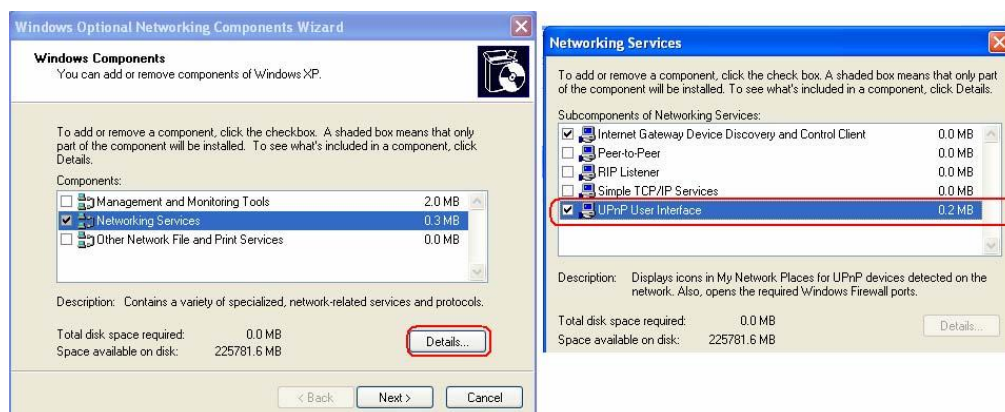 Windows Optional Networking Components Wizard
Windows Components
You can add or remove components of Windows XP.
To add or remove a component, click the checkbox. A shaded box means that only
part of the component will be installed. To see what's included in a component, click
Details.
Components:
Management and Monitoring Tools 2.0 MB
Networking Services 0.3 MB
Other Network File and Print Services 0.0 MB
Description: Contains a variety of specialized, network-related services and protocols.
Total disk space required: 0.0 MB
Space available on disk: 225781.6 MB
Details...
< Back
Next >
Cancel
Networking Services
To add or remove a component, click the check box. A shaded box means that only part
of the component will be installed. To see what's included in a component, click Details.
Subcomponents of Networking Services:
Internet Gateway Device Discovery and Control Client 0.0 MB
Peer-to-Peer 0.0 MB
RIP Listener 0.0 MB
Simple TCP/IP Services 0.0 MB
UPnP User Interface 0.2 MB
Description: Displays icons in My Network Places for UPnP devices detected on the
network. Also, opens the required Windows Firewall ports.
Total disk space required: 0.0 MB
Space available on disk: 225781.6 MB
Details...